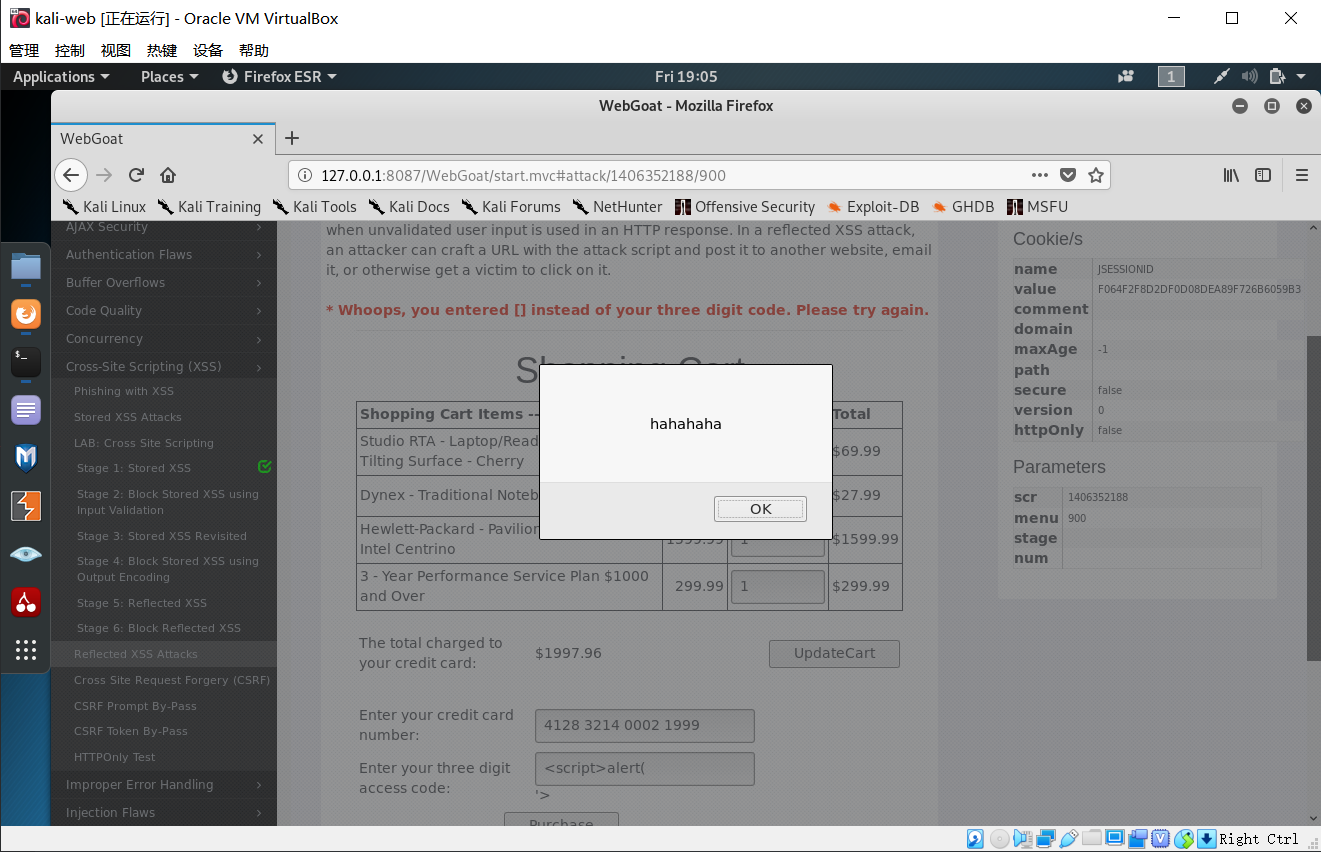 kali-web [正在运行] - Oracle VM VirtualBox
管理 控制 视图 热键 设备 帮助
Applications Places Firefox ESR Fri 19:05 1
WebGoat - Mozilla Firefox
WebGoat
127.0.0.1:8087/WebGoat/start.mvc#attack/1406352188/900
Kali Linux Kali Training Kali Tools Kali Docs Kali Forums NetHunter Offensive Security Exploit-DB GHDB MSFU
AJAX Security
Authentication Flaws
Buffer Overflows
Code Quality
Concurrency
Cross-Site Scripting (XSS)
Phishing with XSS
Stored XSS Attacks
LAB: Cross Site Scripting
Stage 1: Stored XSS
Stage 2: Block Stored XSS using
Input Validation
Stage 3: Stored XSS Revisited
Stage 4: Block Stored XSS using
Output Encoding
Stage 5: Reflected XSS
Stage 6: Block Reflected XSS
Reflected XSS Attacks
Cross Site Request Forgery (CSRF)
CSRF Prompt By-Pass
CSRF Token By-Pass
HTTPOnly Test
Improper Error Handling
Injection Flaws
when unvalidated user input is used in an HTTP response. In a reflected XSS attack,
an attacker can craft a URL with the attack script and post it to another website, email
it, or otherwise get a victim to click on it.
* Whoops, you entered [] instead of your three digit code. Please try again.
Shopping Cart
Shopping Cart Items -- Total
Studio RTA - Laptop/Read
Tilting Surface - Cherry
$69.99
Dynex - Traditional Noteb
$27.99
Hewlett-Packard - Pavilion
Intel Centrino
1599.99 1 $1599.99
3 - Year Performance Service Plan $1000
and Over
299.99 1 $299.99
hahahaha
OK
The total charged to
your credit card:
$1997.96
UpdateCart
Enter your credit card
number:
4128 3214 0002 1999
Enter your three digit
access code:
<script>alert(
'>
Purchase
Cookie/s
name JSESSIONID
value F064F2F8D2DF0D08DEA89F726B6059B3
comment
domain
maxAge -1
path
secure false
version 0
httpOnly false
Parameters
scr 1406352188
menu 900
stage
num
Right Ctrl